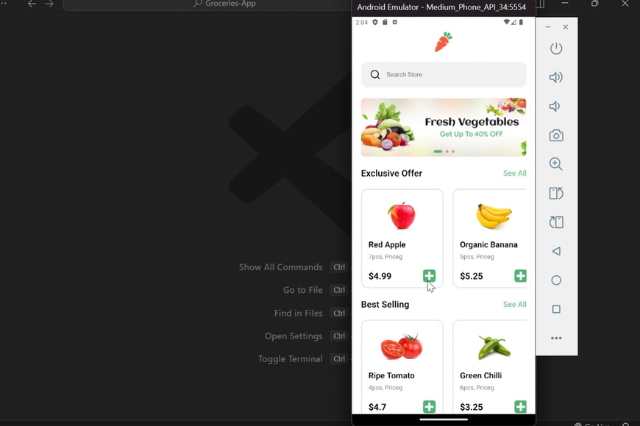 Groceries-App
Android Emulator - Medium_Phone_API_34:5554
2:04
Search Store
Fresh Vegetables
Get Up To 40% OFF
Exclusive Offer See All
Red Apple
7pcs, Priceg
$4.99
Organic Banana
5pcs, Priceg
$5.25
Best Selling See All
Ripe Tomato
4pcs, Priceg
$4.7
Green Chilli
6pcs, Priceg
$3.25
Show All Commands Ctrl
Go to File Ctrl
Find in Files Ctrl
Open Settings Ctrl
Toggle Terminal Ctrl